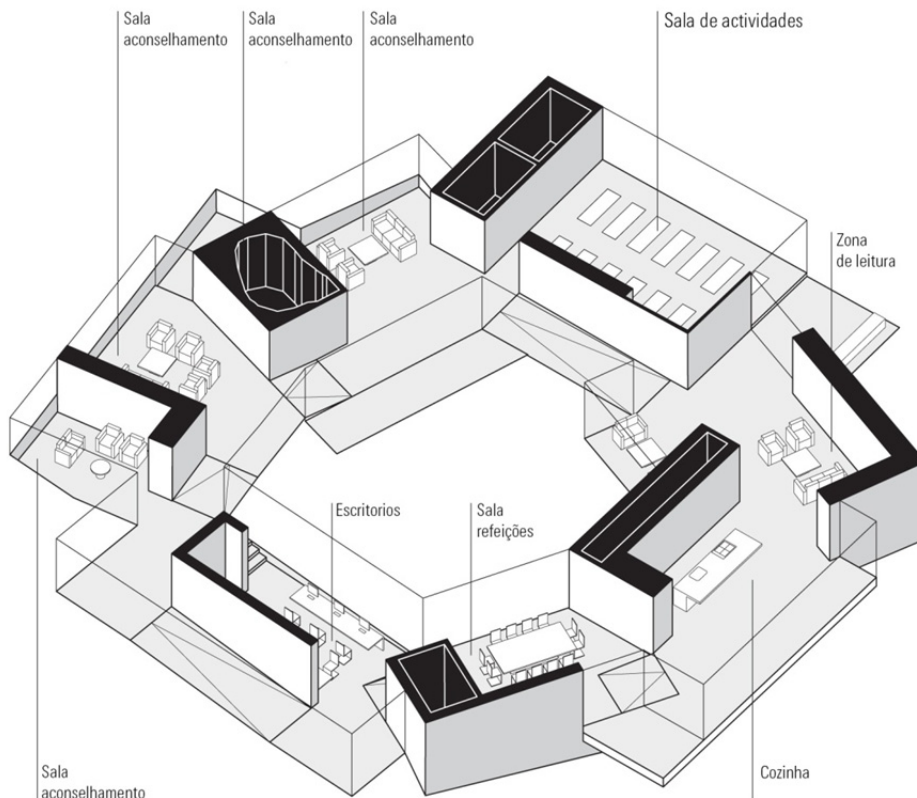 Sala
aconselhamento
Sala
aconselhamento
Sala
aconselhamento
Sala de actividades
Zona
de leitura
Escritorios
Sala
refeições
Sala
aconselhamento
Cozinha